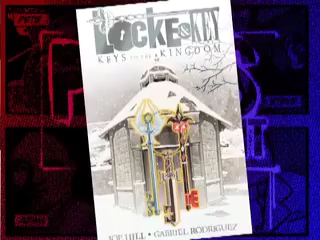 LOCKE & KEY
KEYS TO THE KINGDOM
JOE HILL • GABRIEL RODRIGUEZ